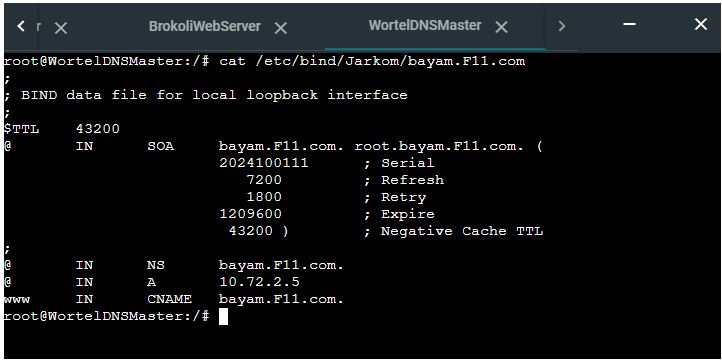 r BrokoliWebServer WortelDNSMaster
root@WortelDNSMaster:/# cat /etc/bind/Jarkom/bayam.F11.com
;
; BIND data file for local loopback interface
;
$TTL    43200
@       IN      SOA     bayam.F11.com. root.bayam.F11.com. (
                        2024100111      ; Serial
                           7200         ; Refresh
                           1800         ; Retry
                        1209600         ; Expire
                          43200 )       ; Negative Cache TTL
;
@       IN      NS      bayam.F11.com.
@       IN      A       10.72.2.5
www     IN      CNAME   bayam.F11.com.
root@WortelDNSMaster:/#